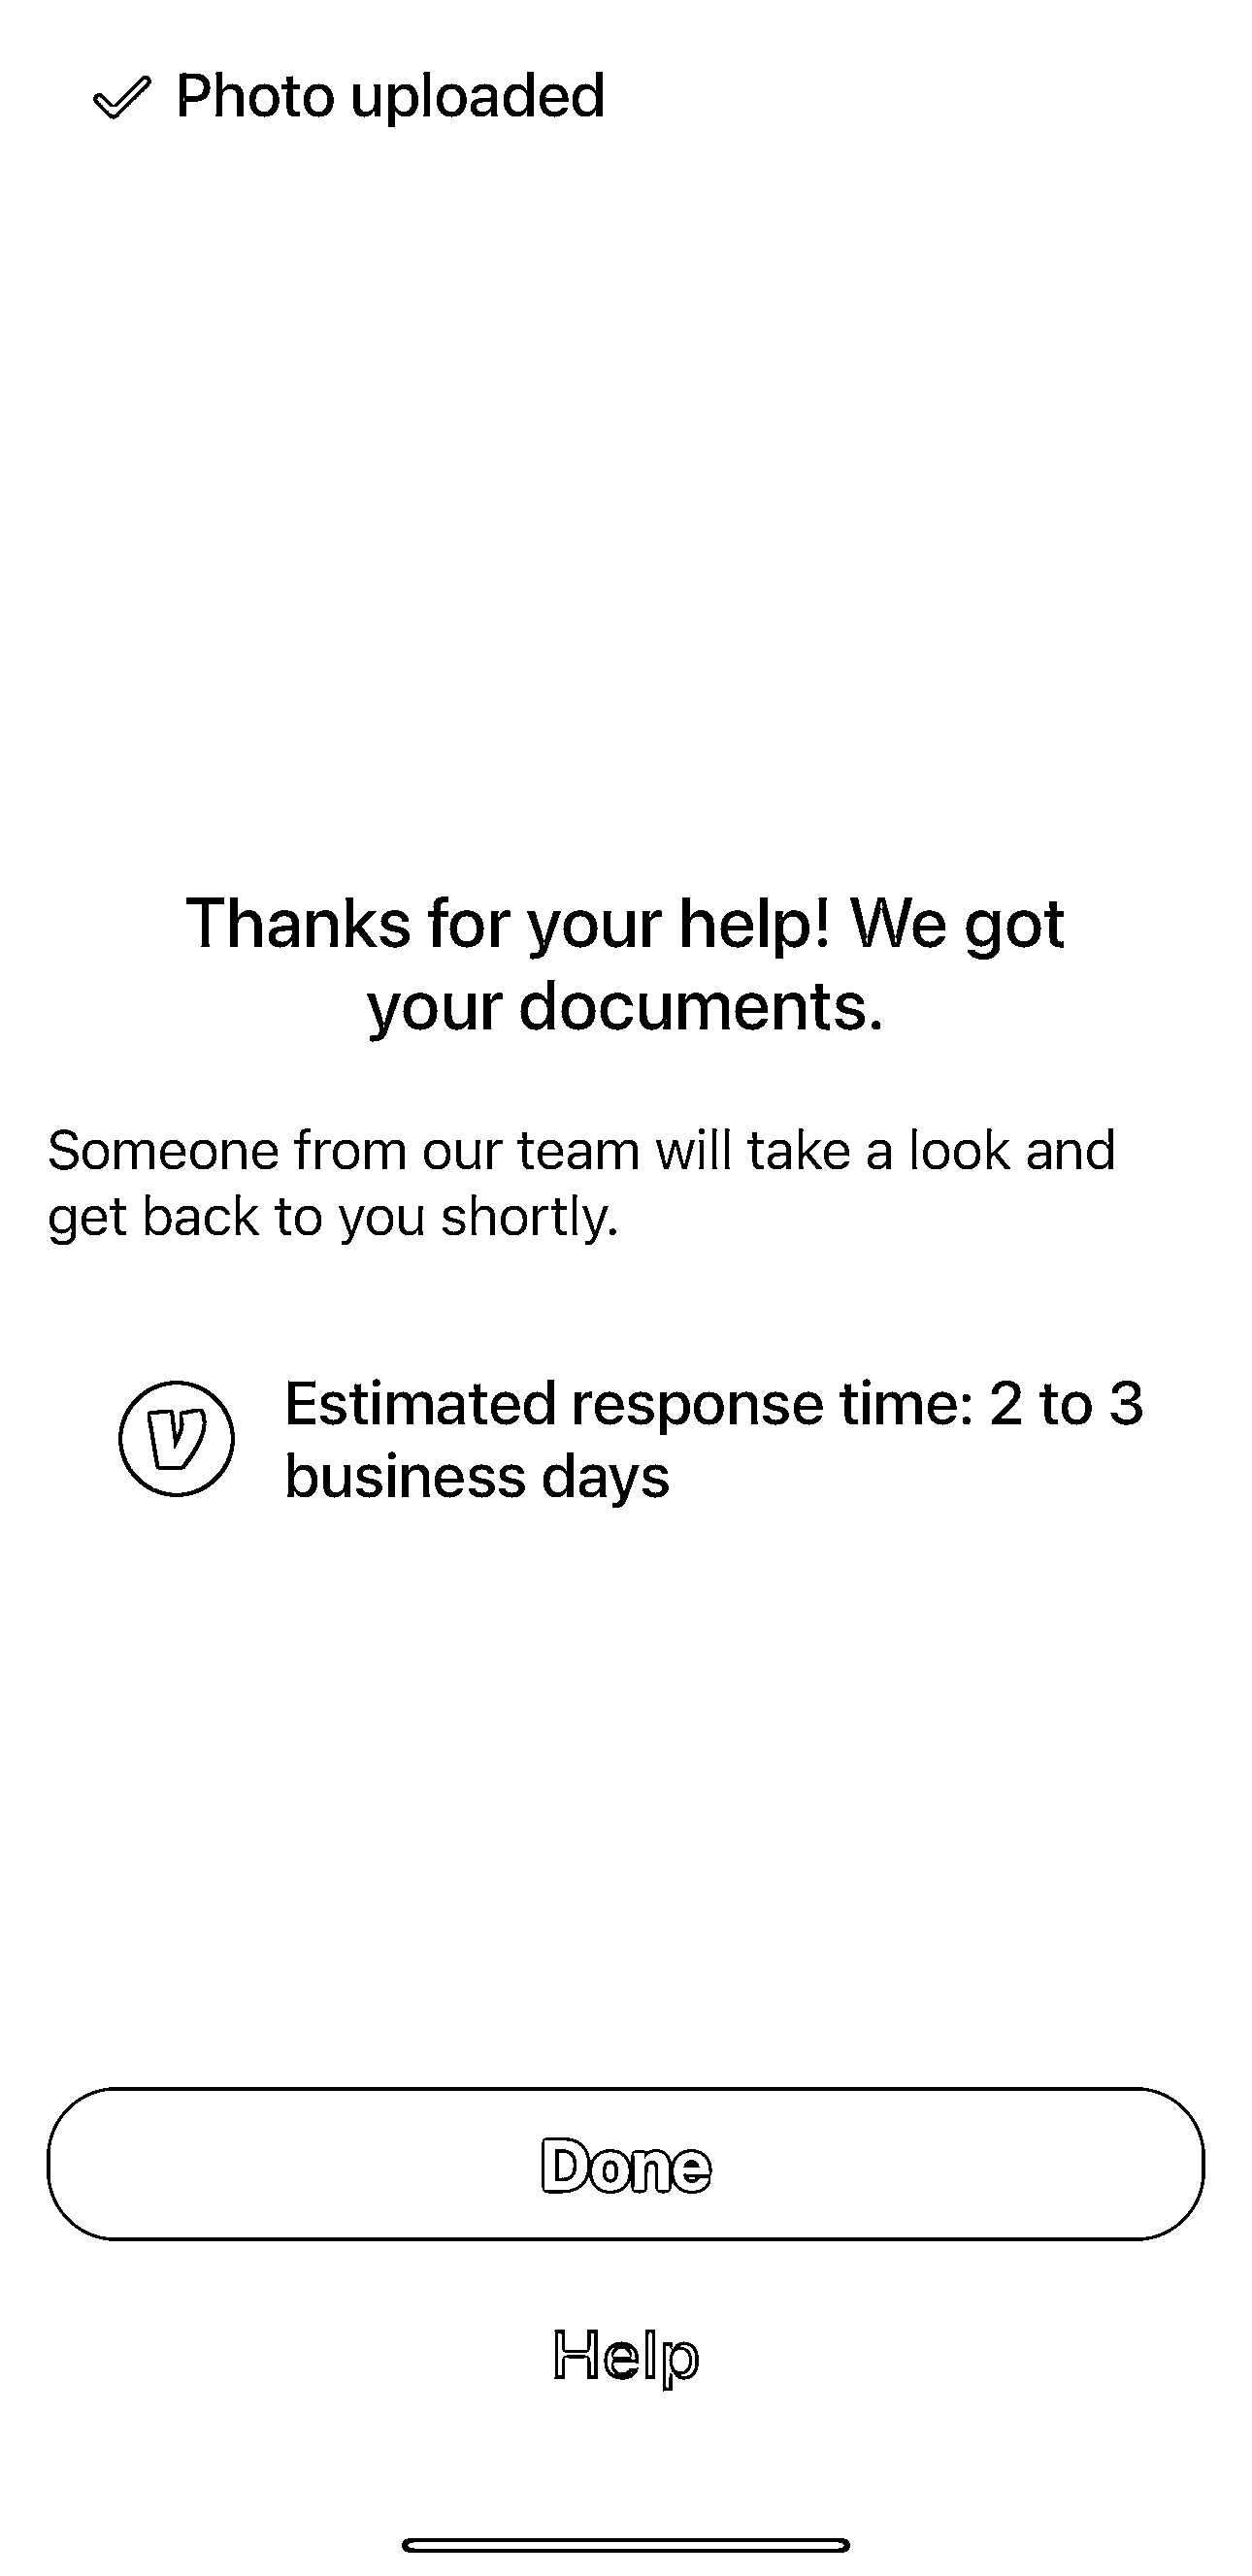 Photo uploaded
Thanks for your help! We got
your documents.
Someone from our team will take a look and
get back to you shortly.
V
Estimated response time: 2 to 3
business days
Done
Help